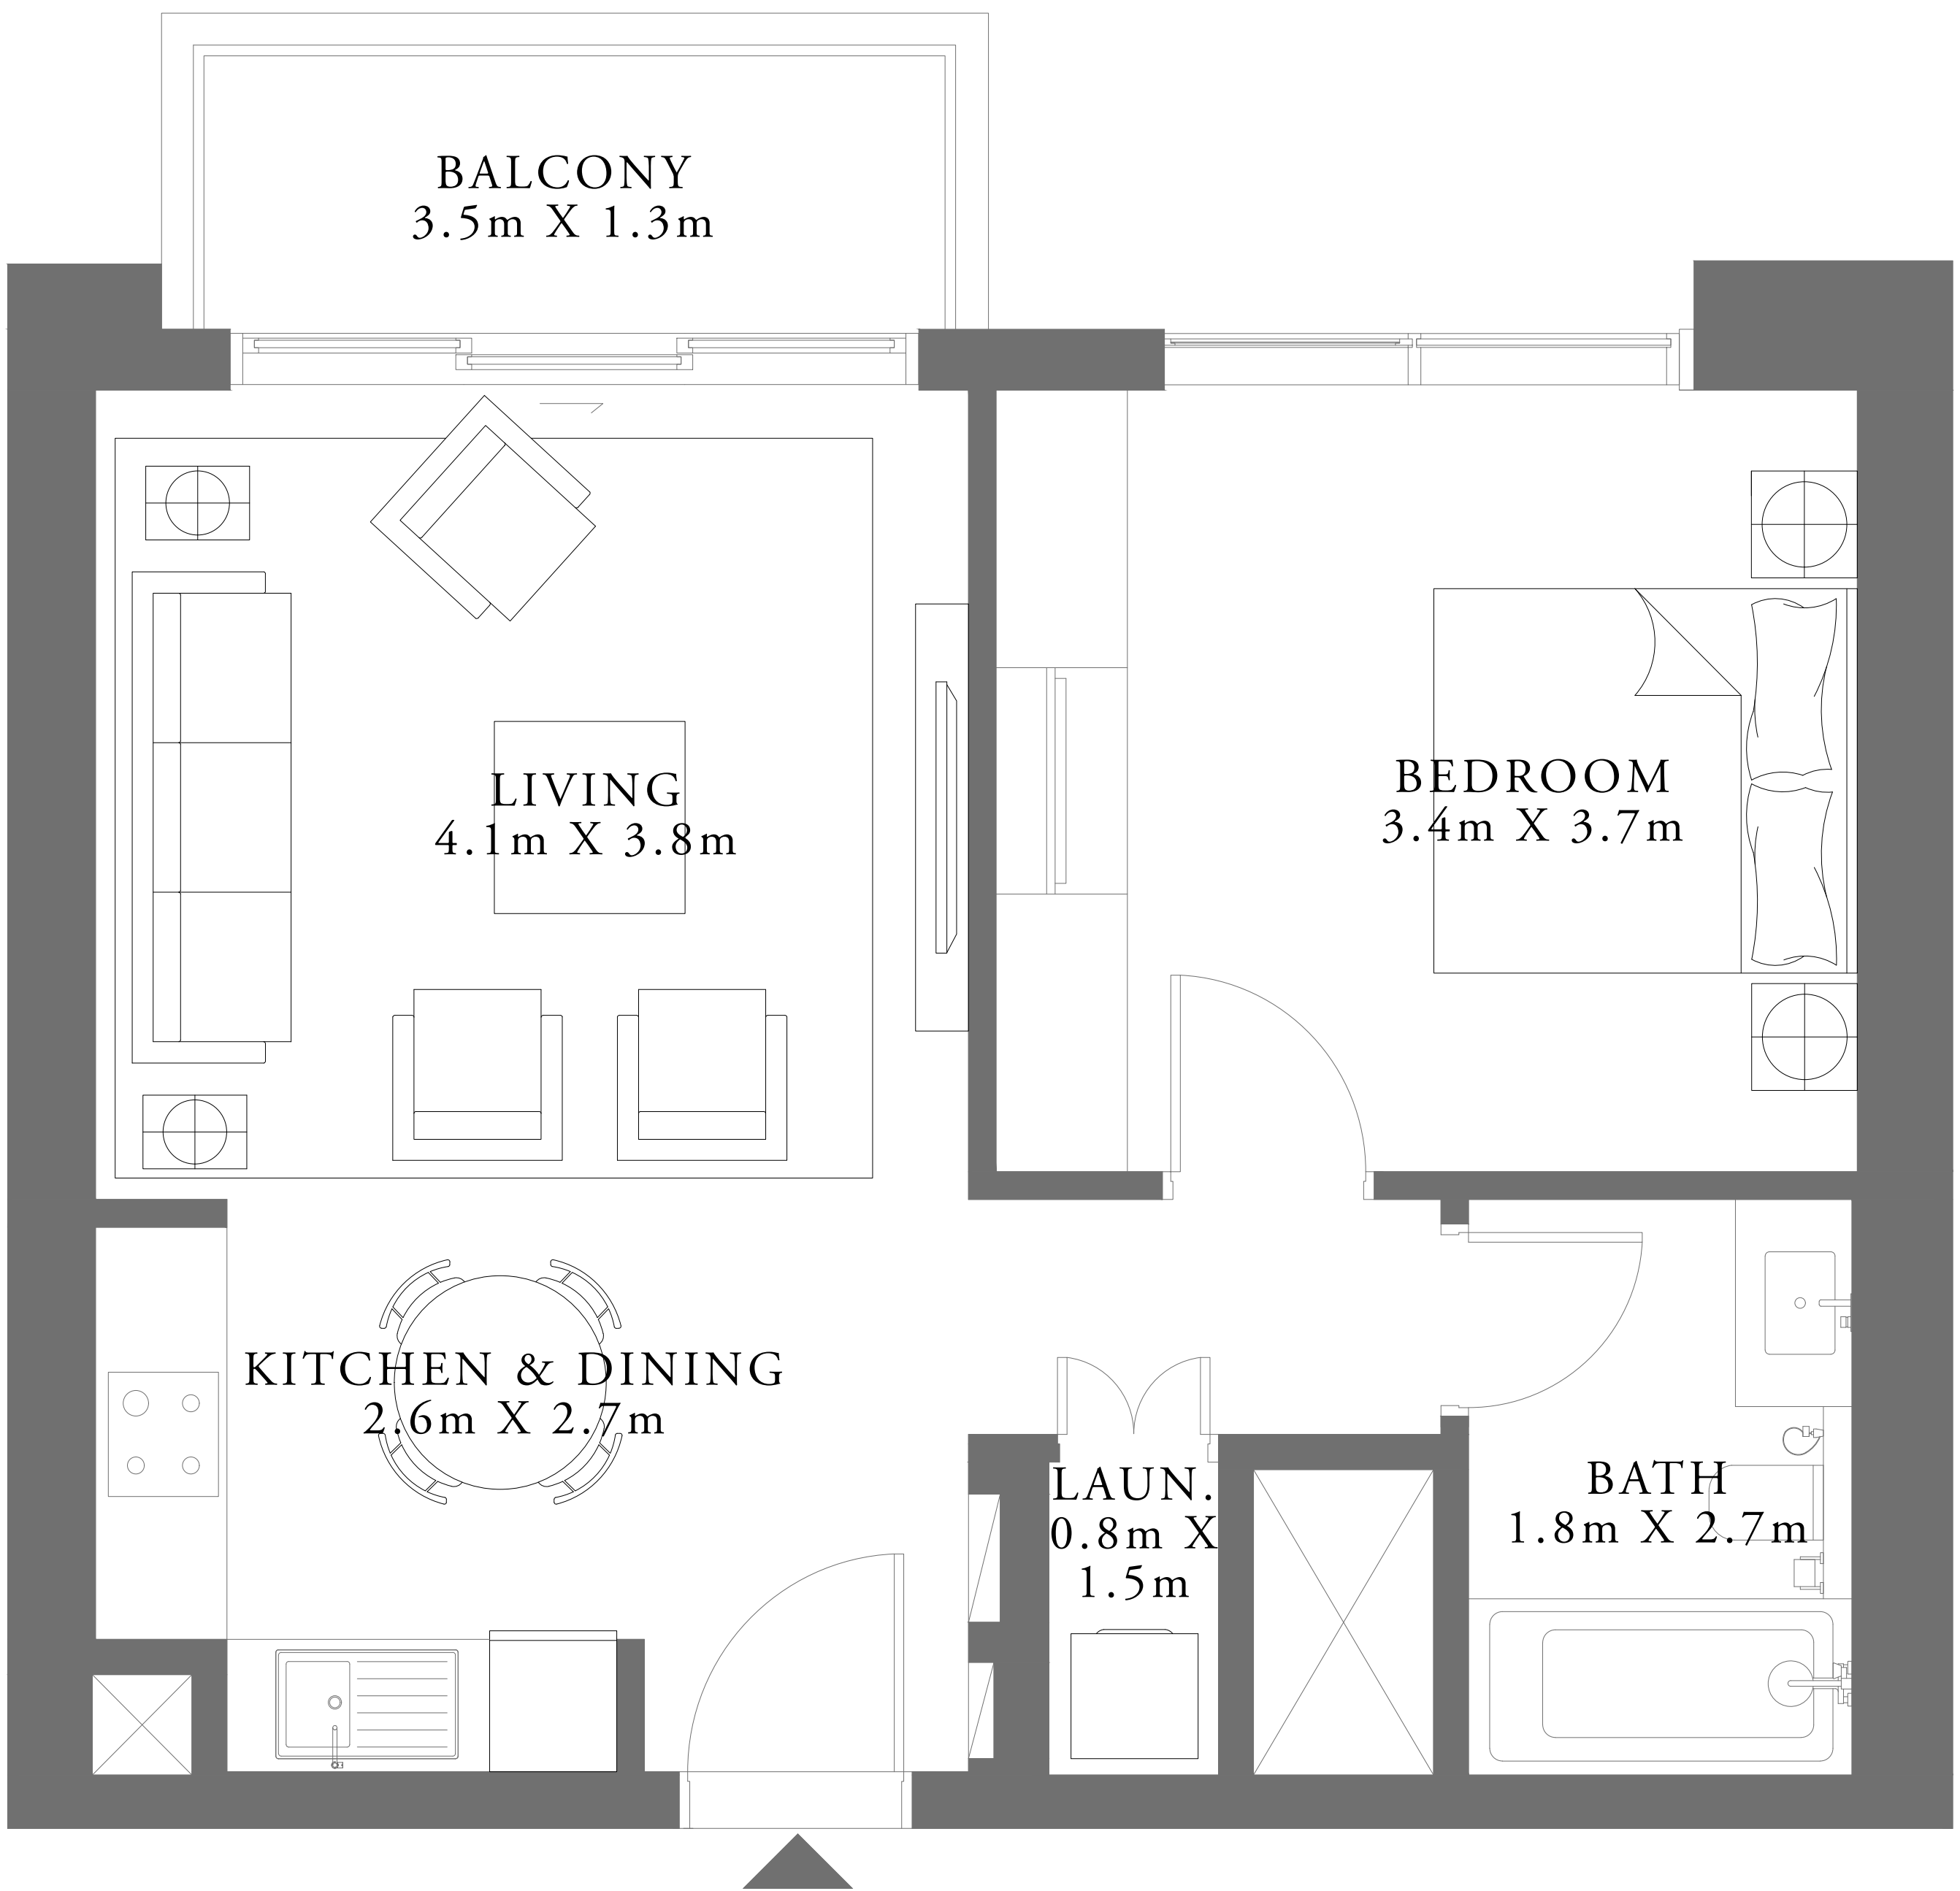 BALCONY
3.5m X 1.3m
LIVING
4.1m X 3.8m
BEDROOM
3.4m X 3.7m
KITCHEN & DINING
2.6m X 2.7m
LAUN.
0.8m X
1.5m
BATH
1.8m X 2.7m